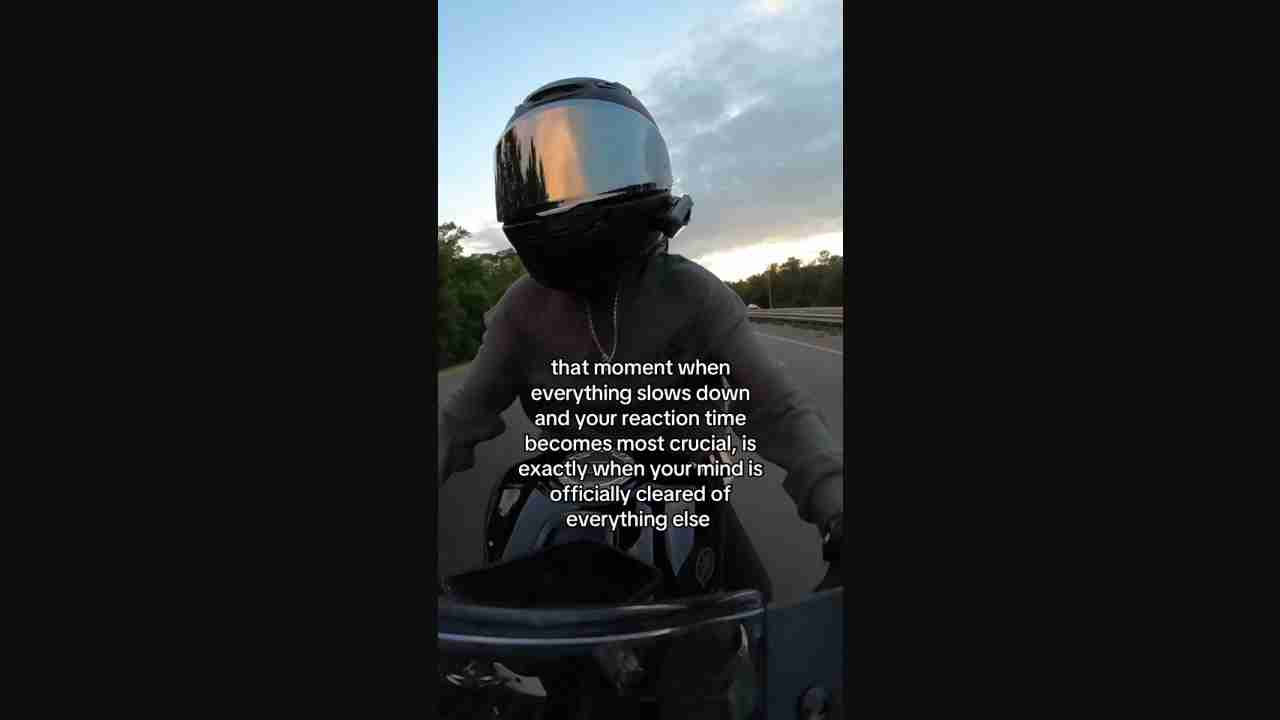 that moment when
everything slows down
and your reaction time
becomes most crucial, is
exactly when your mind is
officially cleared of
everything else